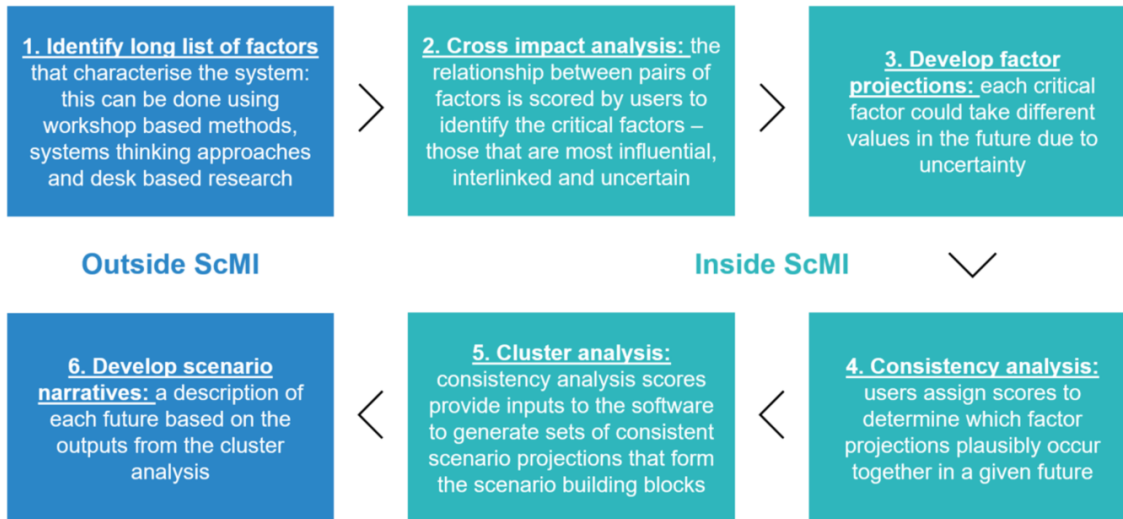 1. Identify long list of factors
that characterise the system:
this can be done using
workshop based methods,
systems thinking approaches
and desk based research
2. Cross impact analysis: the
relationship between pairs of
factors is scored by users to
identify the critical factors –
those that are most influential,
interlinked and uncertain
3. Develop factor
projections: each critical
factor could take different
values in the future due to
uncertainty
Outside ScMI
Inside ScMI
4. Consistency analysis:
users assign scores to
determine which factor
projections plausibly occur
together in a given future
5. Cluster analysis:
consistency analysis scores
provide inputs to the software
to generate sets of consistent
scenario projections that form
the scenario building blocks
6. Develop scenario
narratives: a description of
each future based on the
outputs from the cluster
analysis